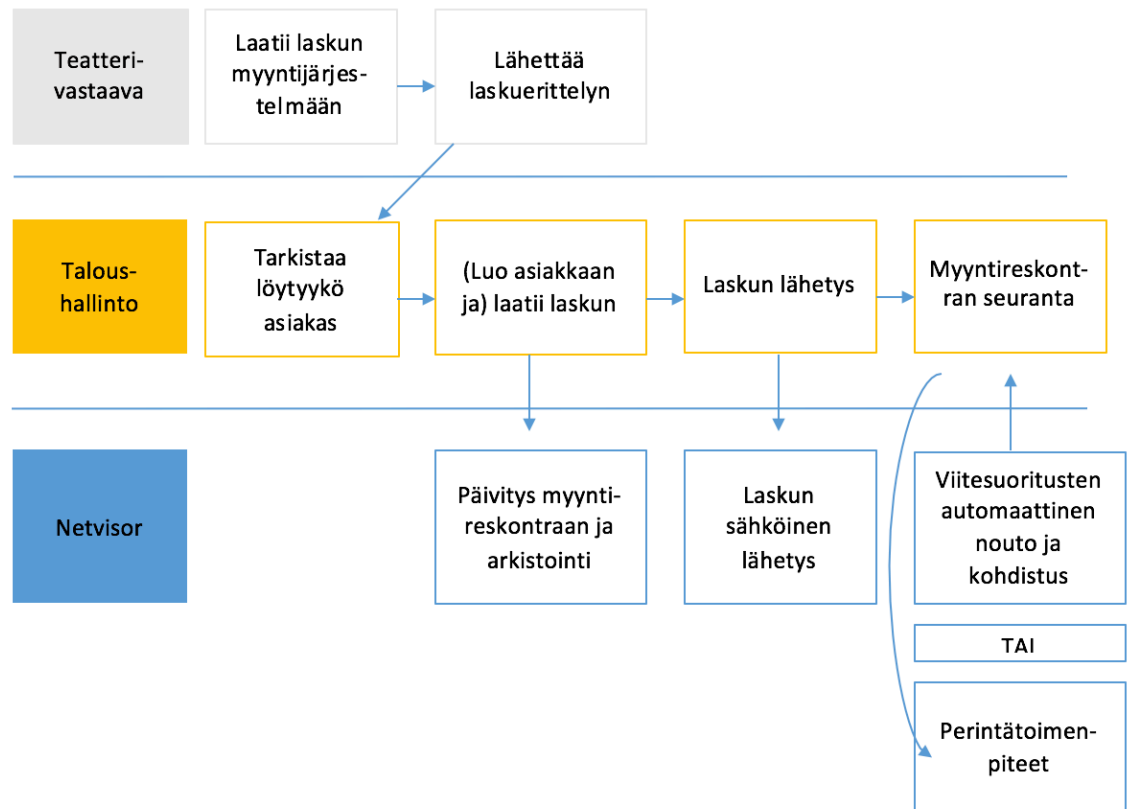 Teatteri-
vastaava
Laatii laskun
myyntijärjes-
telmään
Lähettää
laskuerittelyn
Talous-
hallinto
Tarkistaa
löytyykö
asiakas
(Luo asiakkaan
ja) laatii laskun
Laskun lähetys
Myyntireskont-
ran seuranta
Netvisor
Päivitys myynti-
reskontraan ja
arkistointi
Laskun
sähköinen
lähetys
Viitesuoritusten
automaattinen
nouto ja
kohdistus
TAI
Perintätoimen-
piteet